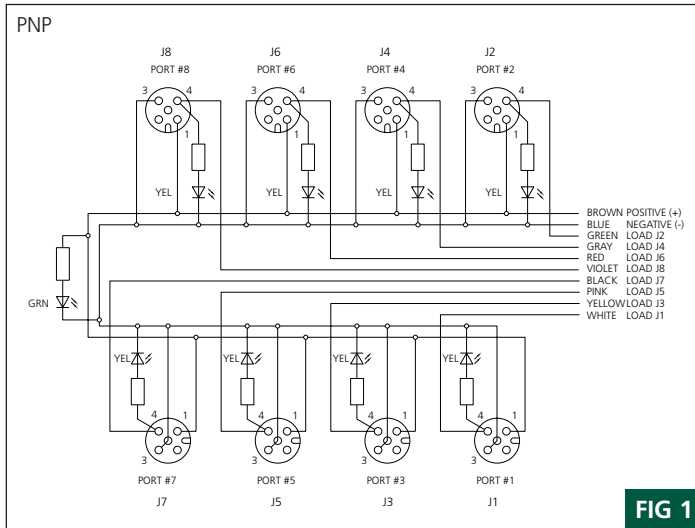 PNP
J8 J6 J4 J2
PORT #8 PORT #6 PORT #4 PORT #2
3 4 3 4 3 4 3 4
1 1 1 1
YEL YEL YEL YEL
BROWN POSITIVE (+)
BLUE NEGATIVE (-)
GREEN LOAD J2
GRAY LOAD J4
RED LOAD J6
VIOLET LOAD J8
BLACK LOAD J7
PINK LOAD J5
YELLOW LOAD J3
WHITE LOAD J1
GRN
YEL YEL YEL YEL
4 1 4 1 4 1 4 1
3 3 3 3
PORT #7 PORT #5 PORT #3 PORT #1
J7 J5 J3 J1
FIG 1